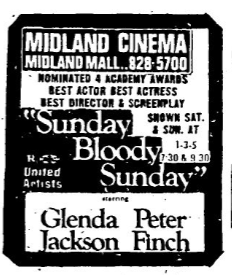 MIDLAND CINEMA
MIDLAND MALL..828-5700
NOMINATED 4 ACADEMY AWARDS
BEST ACTOR BEST ACTRESS
BEST DIRECTOR & SCREENPLAY
"Sunday
Bloody
Sunday"
SHOWN SAT.
& SUN. AT
1-3-5
7:30 & 9:30
United
Artists
starring
Glenda Peter
Jackson Finch